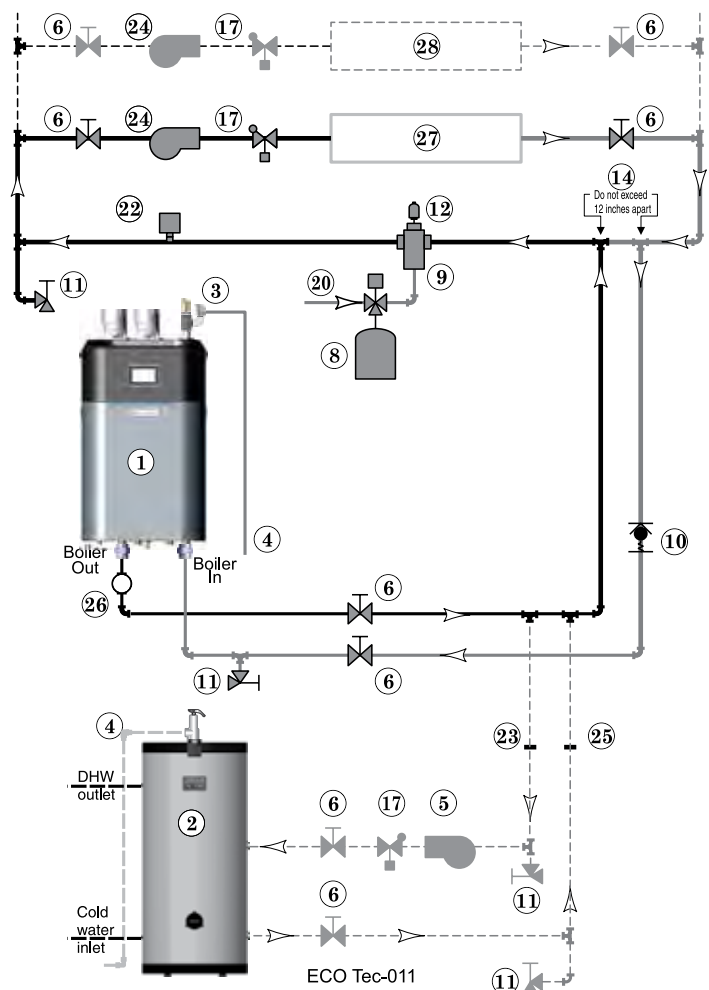 6 24 17 28 6
6 24 17 27 6
14
Do not exceed
12 inches apart
22 12
11 3 20 9
8
1
4 10
Boiler
Out
Boiler
In
26 6
11 6
4 23 25
DHW
outlet
2 6 17 5
6 11
Cold
water
inlet
ECO Tec-011
11